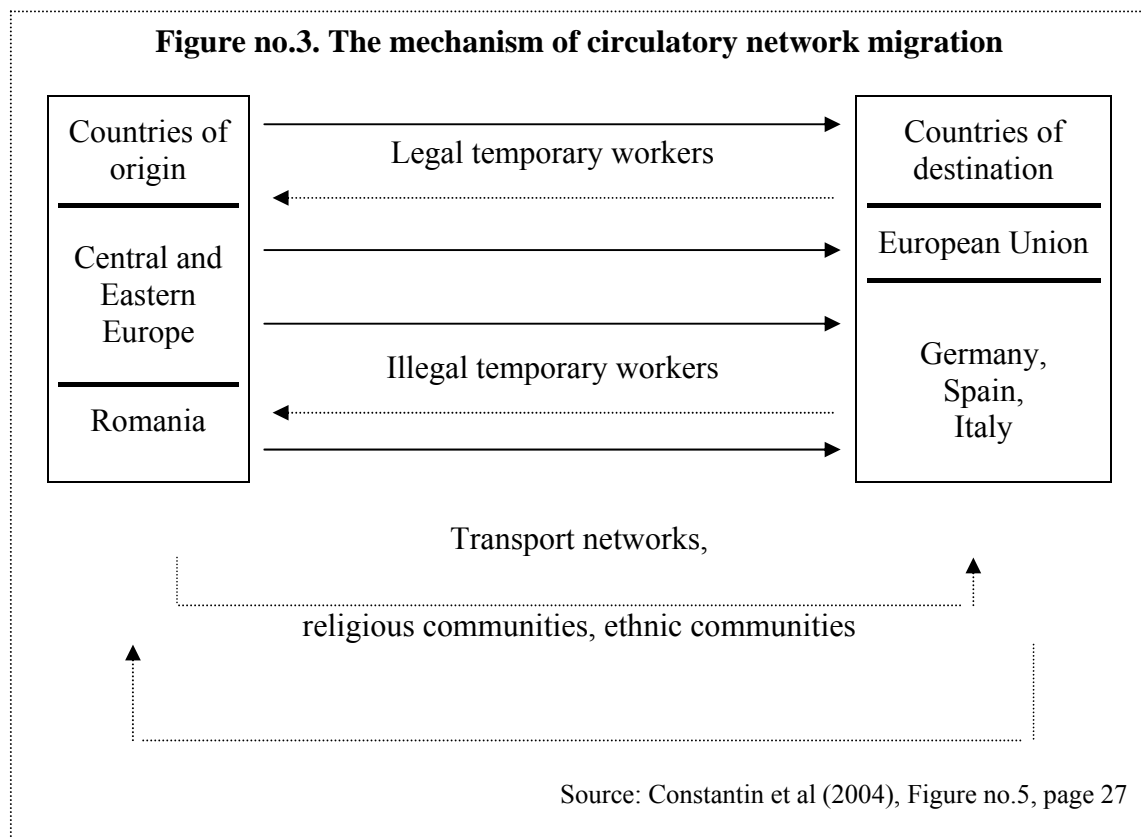 Figure no.3. The mechanism of circulatory network migration
Countries of
origin
Central and
Eastern
Europe
Romania
Legal temporary workers
Illegal temporary workers
Countries of
destination
European Union
Germany,
Spain,
Italy
Transport networks,
religious communities, ethnic communities
Source: Constantin et al (2004), Figure no.5, page 27